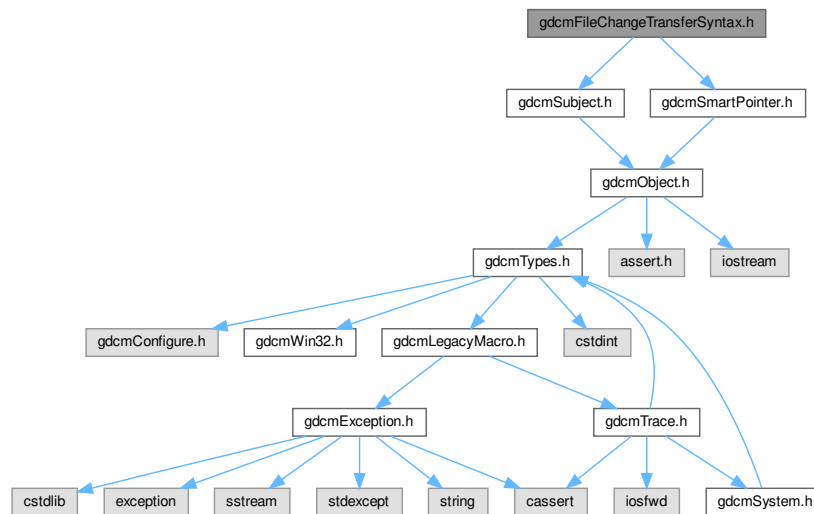 gdcmFileChangeTransferSyntax.h
gdcmSubject.h
gdcmSmartPointer.h
gdcmObject.h
gdcmTypes.h
assert.h
iostream
gdcmConfigure.h
gdcmWin32.h
gdcmLegacyMacro.h
cstdint
gdcmException.h
gdcmTrace.h
cstdlib
exception
sstream
stdexcept
string
cassert
iosfwd
gdcmSystem.h